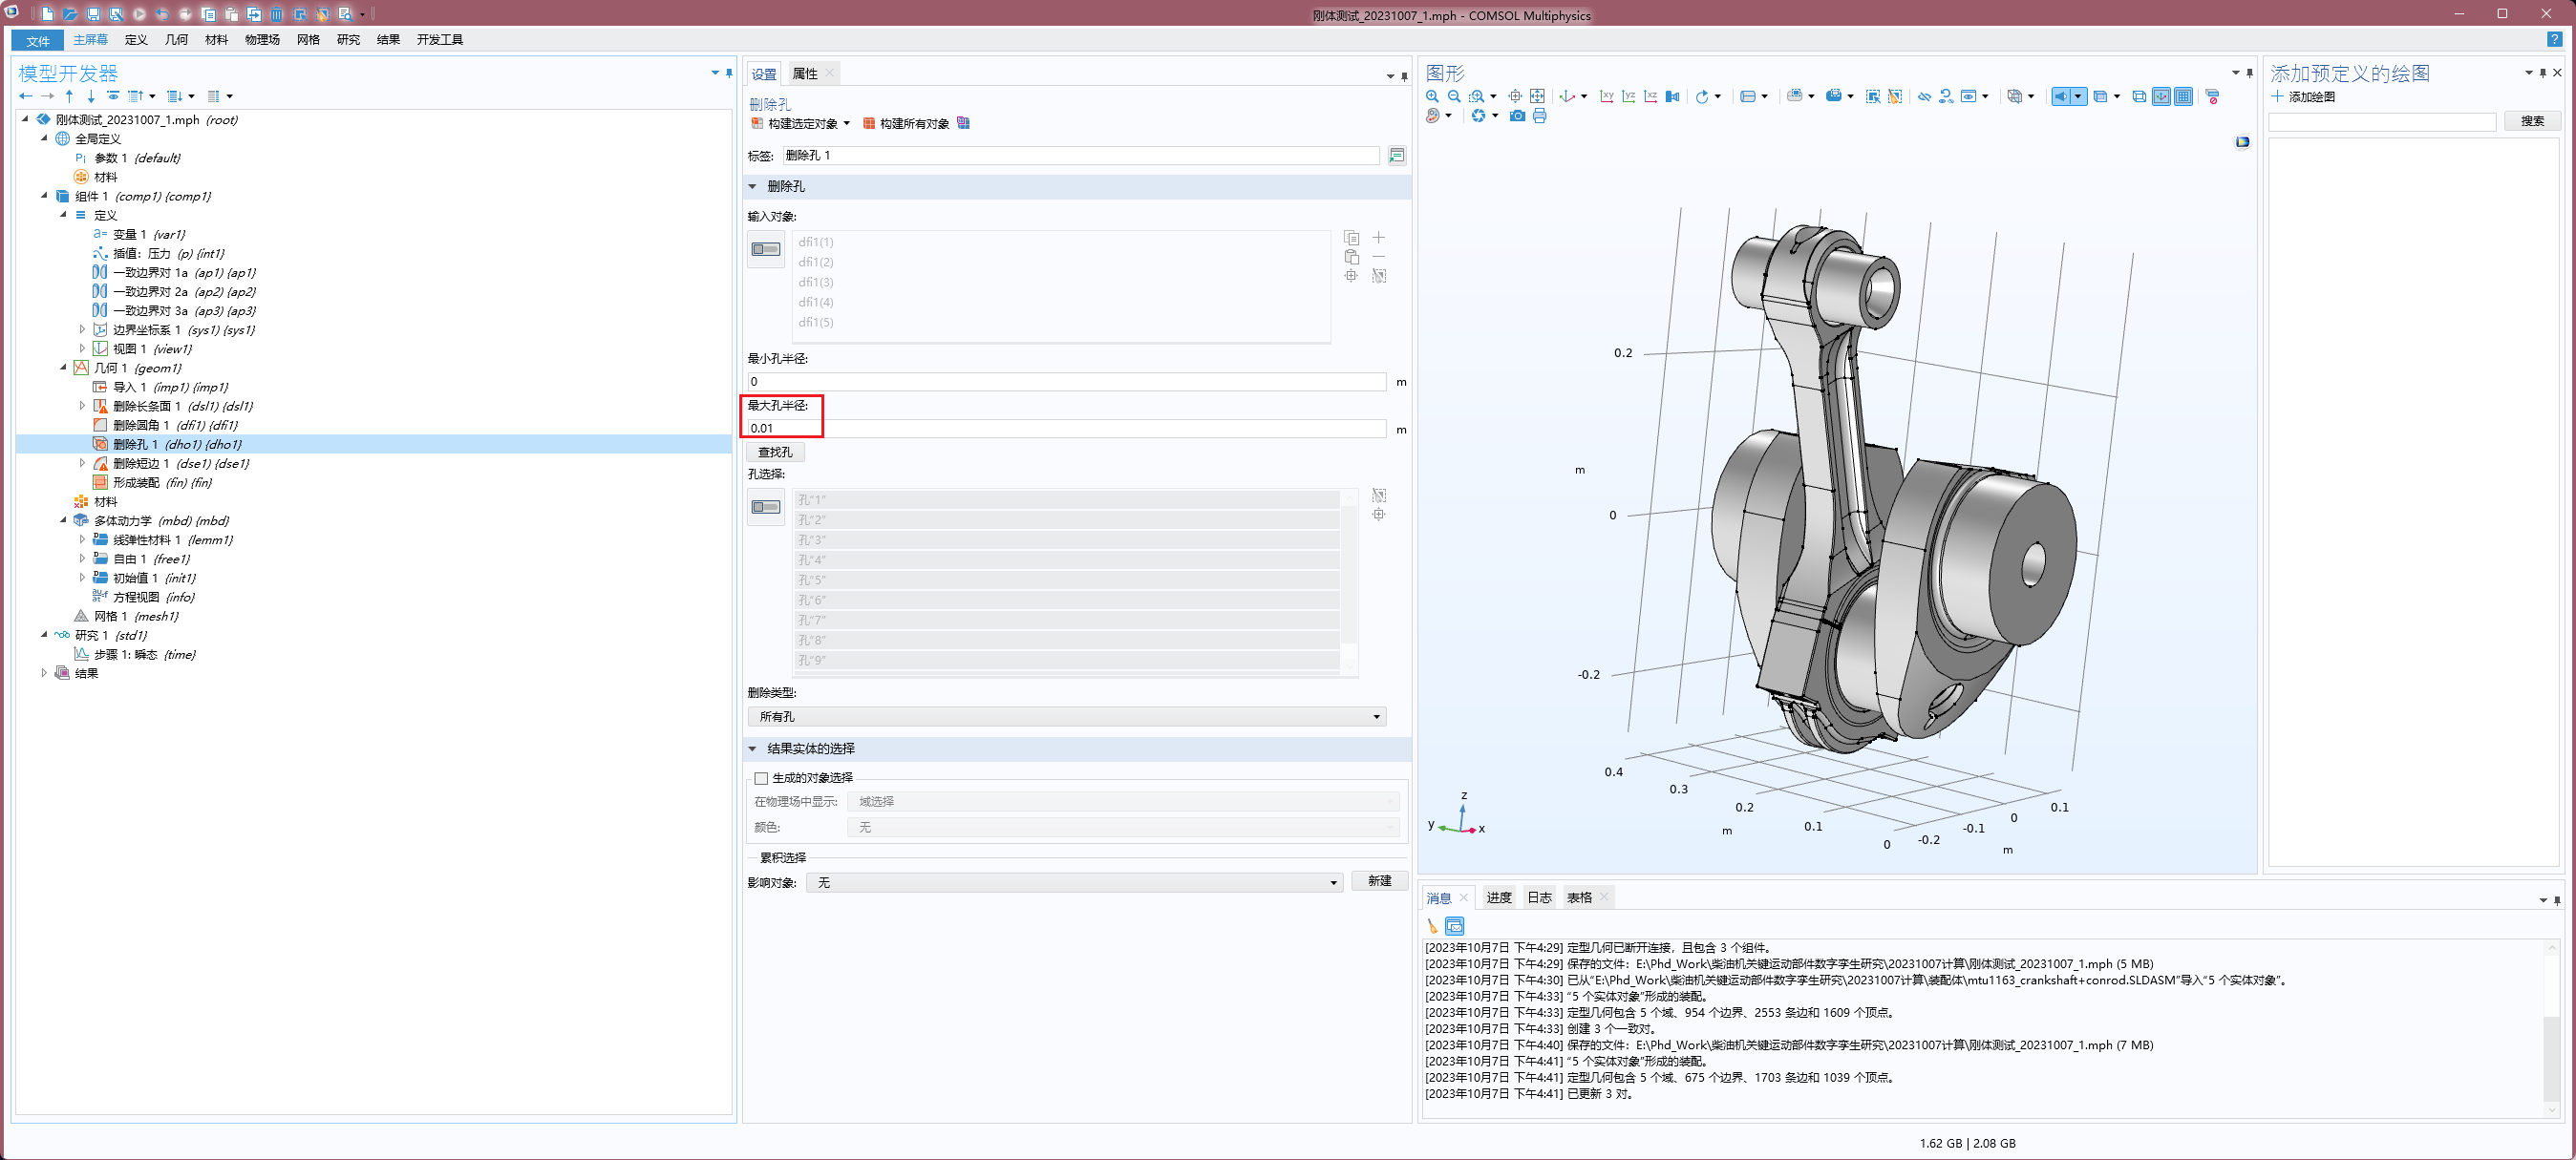 刚体测试_20231007_1.mph - COMSOL Multiphysics
文件 主屏幕 定义 几何 材料 物理场 网格 研究 结果 开发工具
模型开发器
刚体测试_20231007_1.mph (root)
全局定义
Pi 参数 1 (default)
材料
组件 1 (comp1) {comp1}
定义
a= 变量 1 {var1}
插值：压力 (p) {int1}
一致边界对 1a (ap1) {ap1}
一致边界对 2a (ap2) {ap2}
一致边界对 3a (ap3) {ap3}
边界坐标系 1 (sys1) {sys1}
视图 1 {view1}
几何 1 {geom1}
导入 1 (imp1) {imp1}
删除长条面 1 (dsl1) {dsl1}
删除圆角 1 (dfi1) {dfi1}
删除孔 1 (dho1) {dho1}
删除短边 1 (dse1) {dse1}
形成装配 (fin) {fin}
材料
多体动力学 (mbd) {mbd}
线弹性材料 1 {lemm1}
自由 1 {free1}
初始值 1 {init1}
方程视图 {info}
网格 1 {mesh1}
研究 1 {std1}
步骤 1: 瞬态 {time}
结果
设置 属性
删除孔
构建选定对象 构建所有对象
标签: 删除孔 1
删除孔
输入对象:
dfi1(1)
dfi1(2)
dfi1(3)
dfi1(4)
dfi1(5)
最小孔半径:
0 m
最大孔半径:
0.01 m
查找孔
孔选择:
孔“1”
孔“2”
孔“3”
孔“4”
孔“5”
孔“6”
孔“7”
孔“8”
孔“9”
删除类型:
所有孔
结果实体的选择
生成的对象选择
在物理场中显示: 域选择
颜色: 无
累积选择
影响对象: 无 新建
图形
xy yz xz
0.2
m
0
-0.2
0.4
0.3
0.2
0.1
0
m
-0.2
-0.1
0
0.1
m
z
y x
添加预定义的绘图
添加绘图
搜索
消息 进度 日志 表格
[2023年10月7日 下午4:29] 定型几何已断开连接，且包含 3 个组件。
[2023年10月7日 下午4:29] 保存的文件：E:\Phd_Work\柴油机关键运动部件数字孪生研究\20231007计算\刚体测试_20231007_1.mph (5 MB)
[2023年10月7日 下午4:30] 已从“E:\Phd_Work\柴油机关键运动部件数字孪生研究\20231007计算\装配体\mtu1163_crankshaft+conrod.SLDASM”导入“5 个实体对象”。
[2023年10月7日 下午4:33] “5 个实体对象”形成的装配。
[2023年10月7日 下午4:33] 定型几何包含 5 个域、954 个边界、2553 条边和 1609 个顶点。
[2023年10月7日 下午4:33] 创建 3 个一致对。
[2023年10月7日 下午4:40] 保存的文件：E:\Phd_Work\柴油机关键运动部件数字孪生研究\20231007计算\刚体测试_20231007_1.mph (7 MB)
[2023年10月7日 下午4:41] “5 个实体对象”形成的装配。
[2023年10月7日 下午4:41] 定型几何包含 5 个域、675 个边界、1703 条边和 1039 个顶点。
[2023年10月7日 下午4:41] 已更新 3 对。
1.62 GB | 2.08 GB